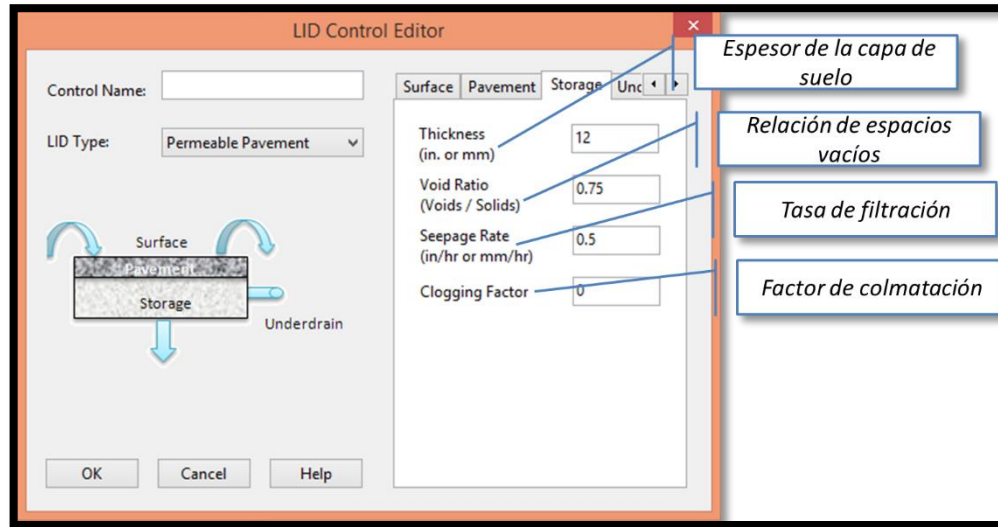 LID Control Editor
×
Control Name:
LID Type:
Permeable Pavement
Surface
Pavement
Storage
Underdrain
OK
Cancel
Help
Surface Pavement Storage Unc
Thickness
(in. or mm)
12
Void Ratio
(Voids / Solids)
0.75
Seepage Rate
(in/hr or mm/hr)
0.5
Clogging Factor
0
Espesor de la capa de
suelo
Relación de espacios
vacíos
Tasa de filtración
Factor de colmatación